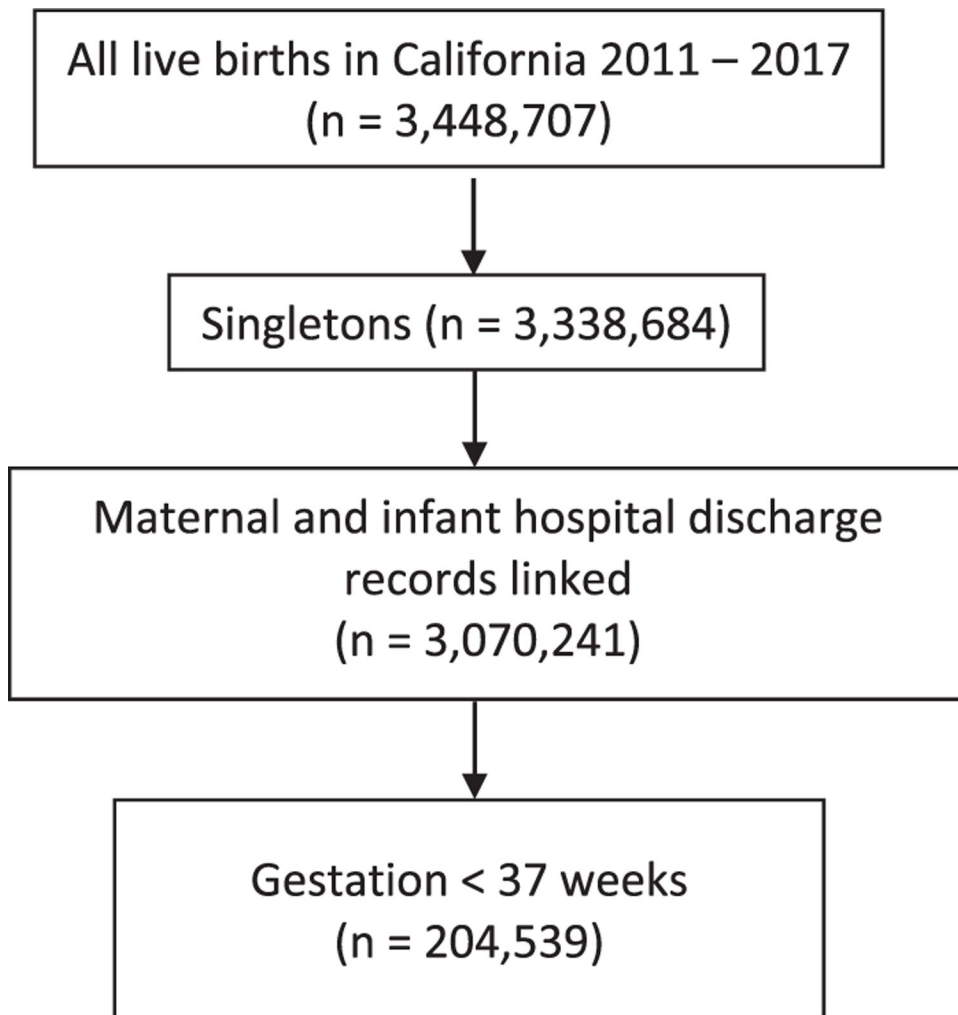 All live births in California 2011 – 2017
(n = 3,448,707)
Singletons (n = 3,338,684)
Maternal and infant hospital discharge
records linked
(n = 3,070,241)
Gestation < 37 weeks
(n = 204,539)